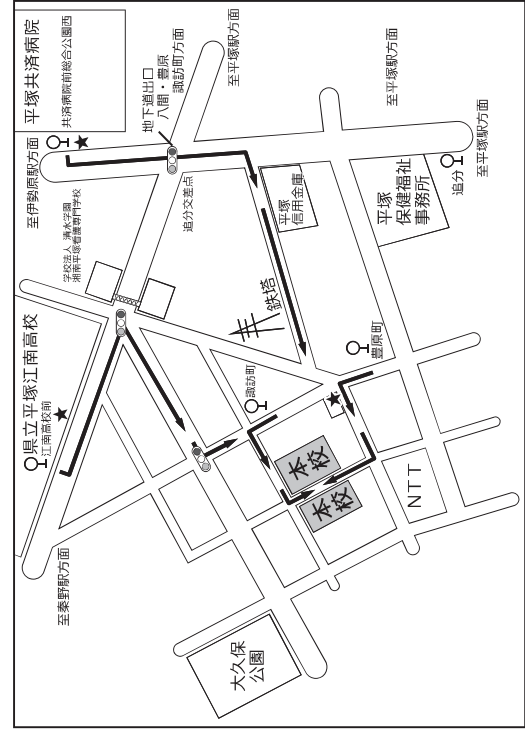 平塚共済病院
共済病院前総合公園西
至伊勢原駅方面
地下道出口
八間・豊原
諏訪町方面
至平塚駅方面
至平塚駅方面
至平塚駅方面
学校法人 清水学園
湘南平塚看護専門学校
追分交差点
平塚
信用金庫
平塚
保健福祉
事務所
追分
県立平塚江南高校
江南高校前
鉄塔
諏訪町
豊原町
本校
本校
NTT
至秦野駅方面
大久保
公園